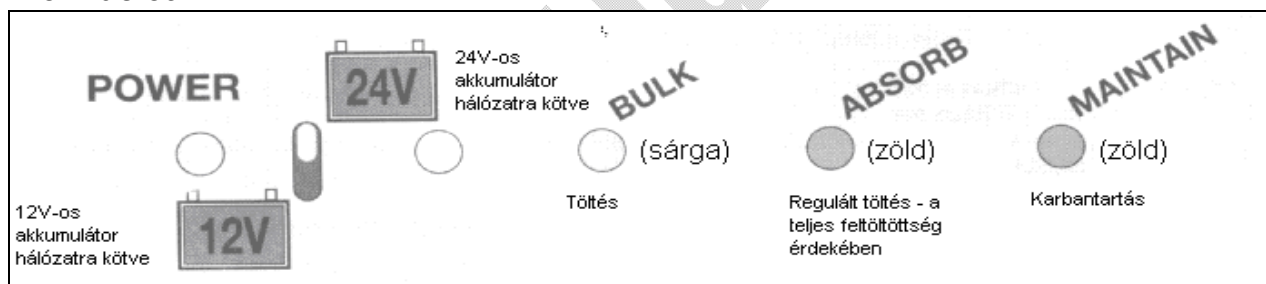 POWER
24V
24V-os
akkumulátor
hálózatra kötve
12V-os
akkumulátor
hálózatra kötve
12V
BULK
(sárga)
Töltés
ABSORB
(zöld)
Regulált töltés - a
teljes feltöltöttség
érdekében
MAINTAIN
(zöld)
Karbantartás